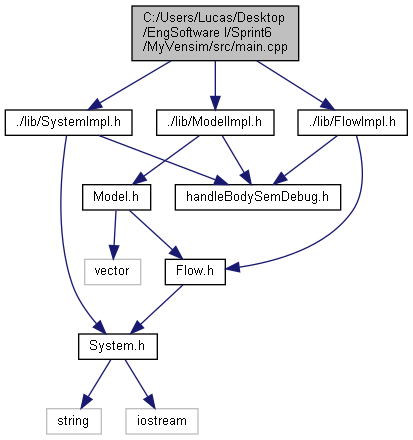 C:/Users/Lucas/Desktop
/EngSoftware I/Sprint6
/MyVensim/src/main.cpp
./lib/SystemImpl.h
./lib/ModelImpl.h
./lib/FlowImpl.h
Model.h
handleBodySemDebug.h
vector
Flow.h
System.h
string
iostream